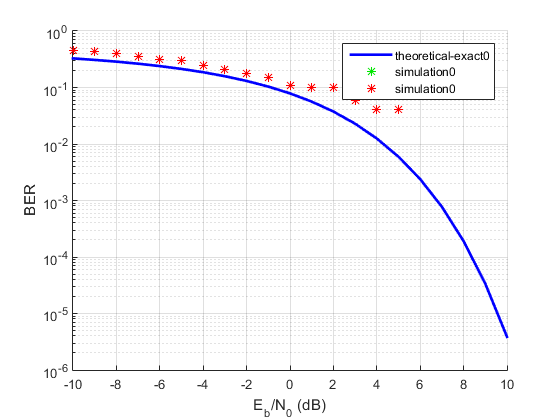 10^0
10^-1
10^-2
10^-3
10^-4
10^-5
10^-6
BER
theoretical-exact0
simulation0
simulation0
-10 -8 -6 -4 -2 0 2 4 6 8 10
E_b/N_0 (dB)